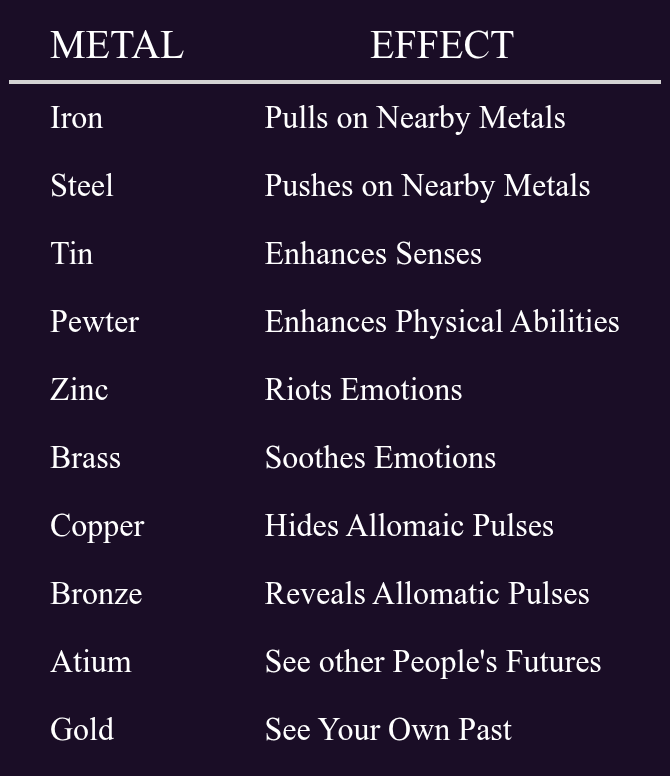 METAL EFFECT
Iron Pulls on Nearby Metals
Steel Pushes on Nearby Metals
Tin Enhances Senses
Pewter Enhances Physical Abilities
Zinc Riots Emotions
Brass Soothes Emotions
Copper Hides Allomaic Pulses
Bronze Reveals Allomatic Pulses
Atium See other People's Futures
Gold See Your Own Past